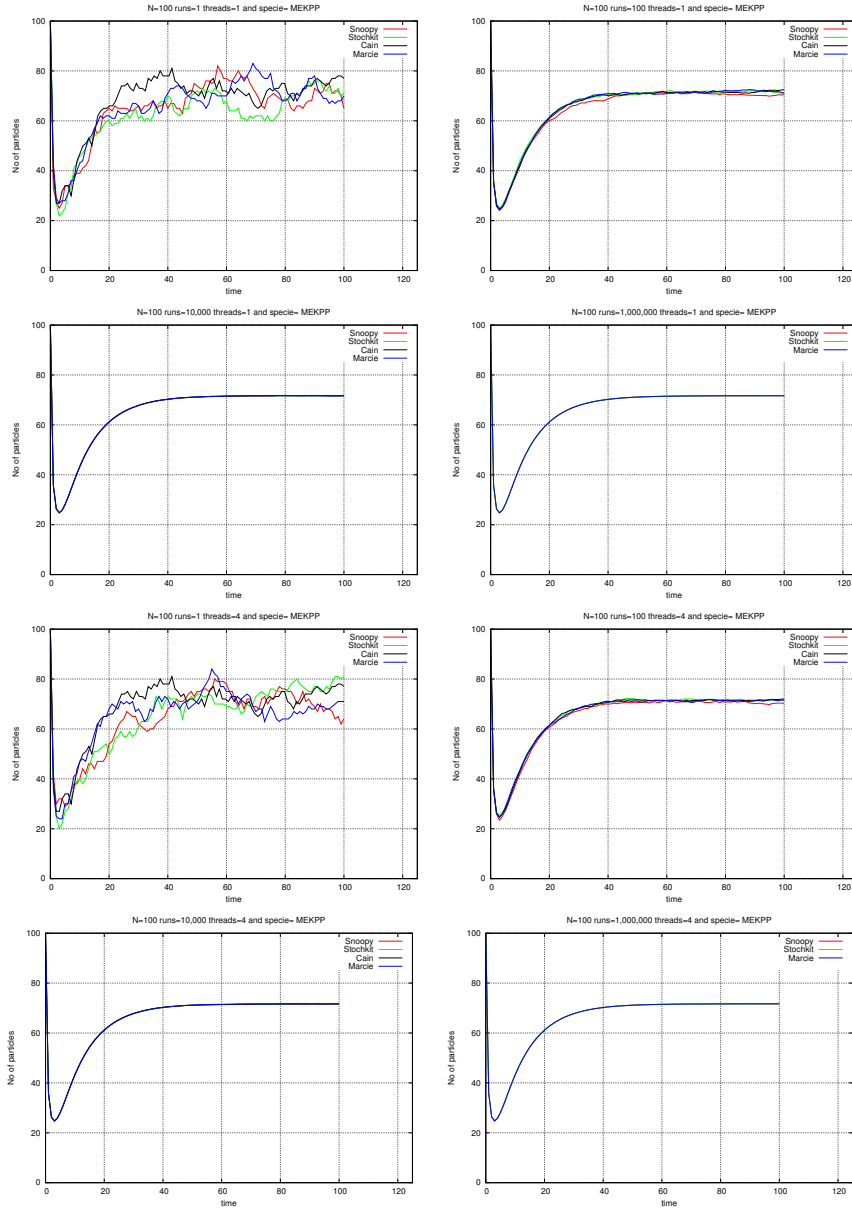 N=100 runs=1 threads=1 and specie= MEKPP
Snoopy
Stochkit
Cain
Marcie
No of particles
100
80
60
40
20
0
0 20 40 60 80 100 120
time
N=100 runs=100 threads=1 and specie= MEKPP
Snoopy
Stochkit
Cain
Marcie
No of particles
100
80
60
40
20
0
0 20 40 60 80 100 120
time
N=100 runs=10,000 threads=1 and specie= MEKPP
Snoopy
Stochkit
Cain
Marcie
No of particles
100
80
60
40
20
0
0 20 40 60 80 100 120
time
N=100 runs=1,000,000 threads=1 and specie= MEKPP
Snoopy
Stochkit
Marcie
No of particles
100
80
60
40
20
0
0 20 40 60 80 100 120
time
N=100 runs=1 threads=4 and specie= MEKPP
Snoopy
Stochkit
Cain
Marcie
No of particles
100
80
60
40
20
0
0 20 40 60 80 100 120
time
N=100 runs=100 threads=4 and specie= MEKPP
Snoopy
Stochkit
Cain
Marcie
No of particles
100
80
60
40
20
0
0 20 40 60 80 100 120
time
N=100 runs=10,000 threads=4 and specie= MEKPP
Snoopy
Stochkit
Cain
Marcie
No of particles
100
80
60
40
20
0
0 20 40 60 80 100 120
time
N=100 runs=1,000,000 threads=4 and specie= MEKPP
Snoopy
Stochkit
Marcie
No of particles
100
80
60
40
20
0
0 20 40 60 80 100 120
time